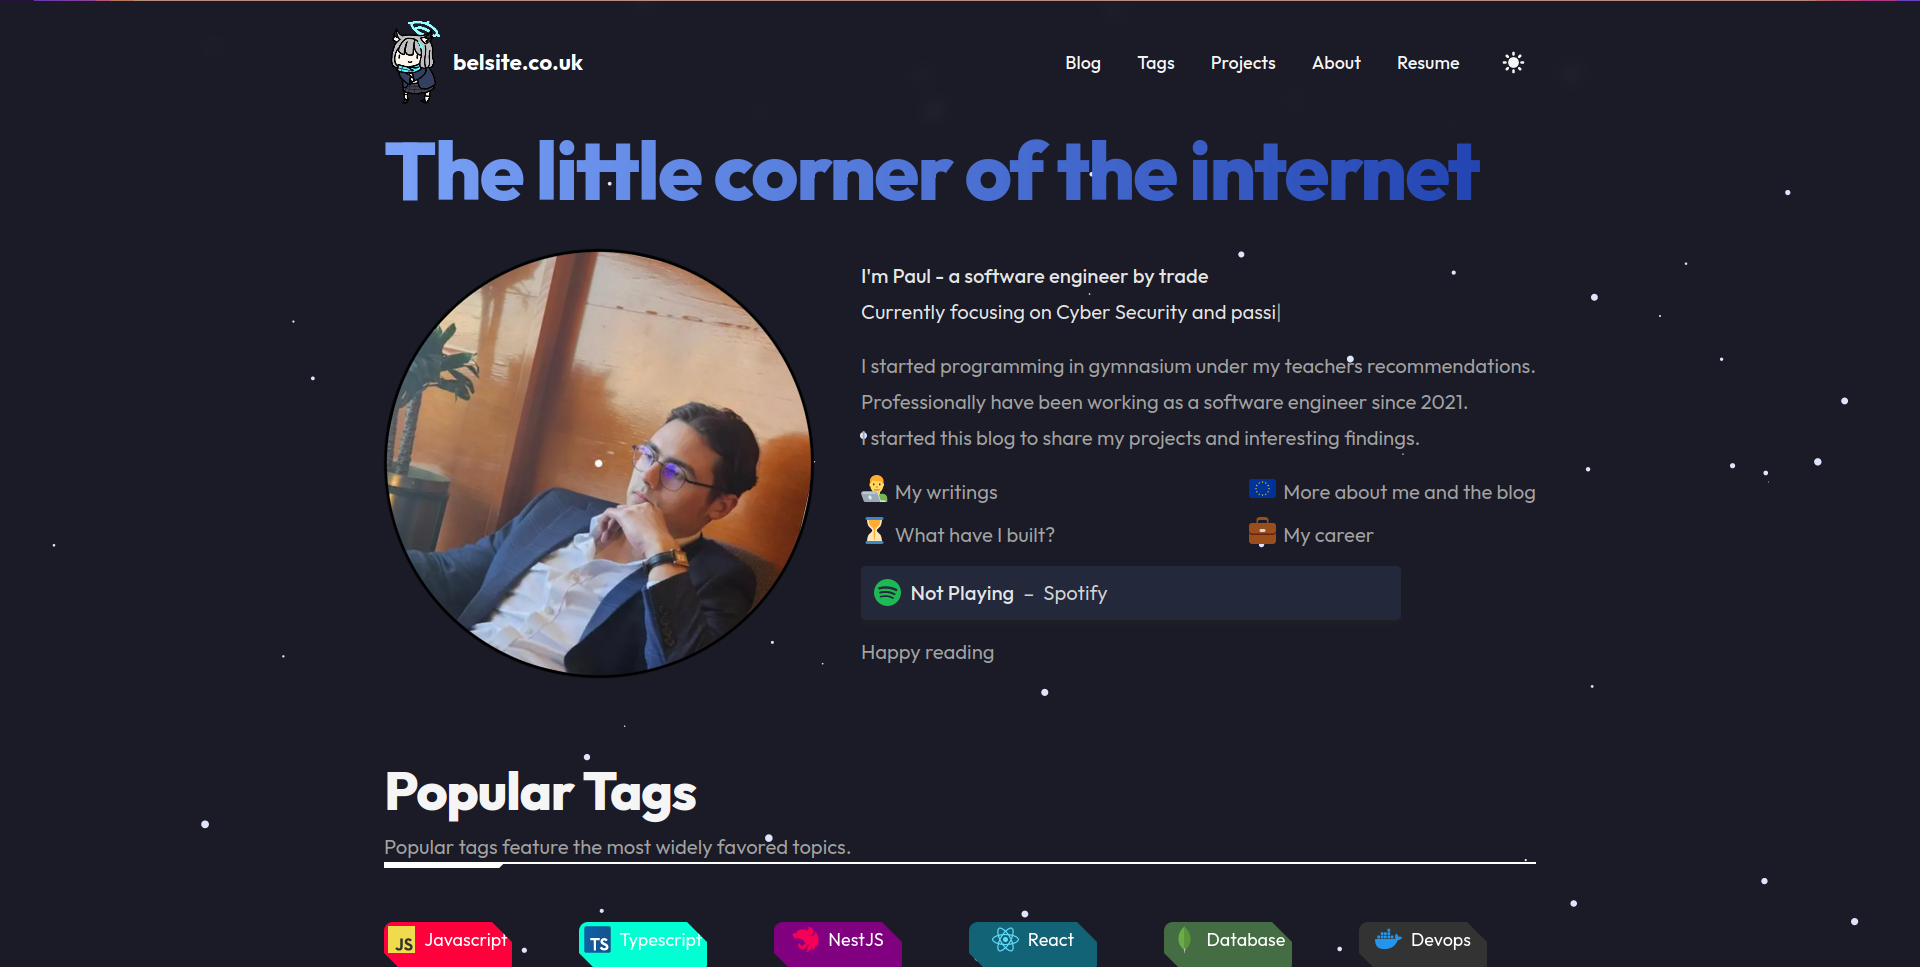 belsite.co.uk
Blog Tags Projects About Resume
The little corner of the internet
I'm Paul - a software engineer by trade
Currently focusing on Cyber Security and passi
I started programming in gymnasium under my teachers recommendations.
Professionally have been working as a software engineer since 2021.
I started this blog to share my projects and interesting findings.
My writings
More about me and the blog
What have I built?
My career
Not Playing – Spotify
Happy reading
Popular Tags
Popular tags feature the most widely favored topics.
JS Javascript
TS Typescript
NestJS
React
Database
Devops